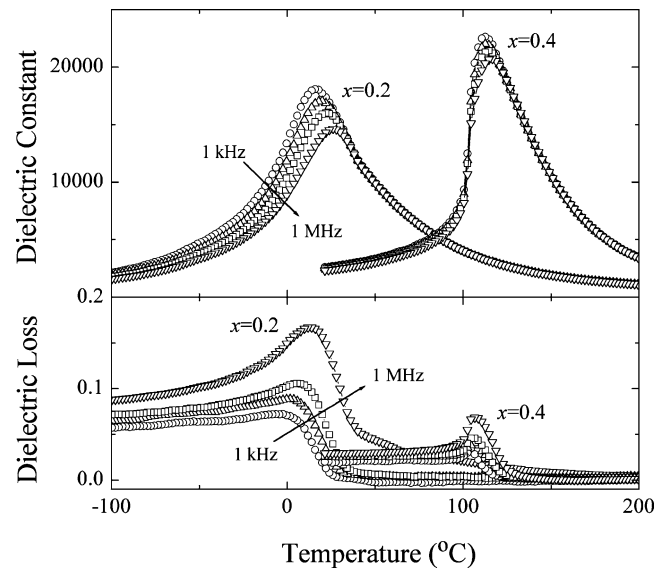 Dielectric Constant
20000
10000
x=0.2
x=0.4
1 kHz
1 MHz
Dielectric Loss
0.2
0.1
0.0
x=0.2
1 MHz
x=0.4
1 kHz
-100
0
100
200
Temperature (°C)